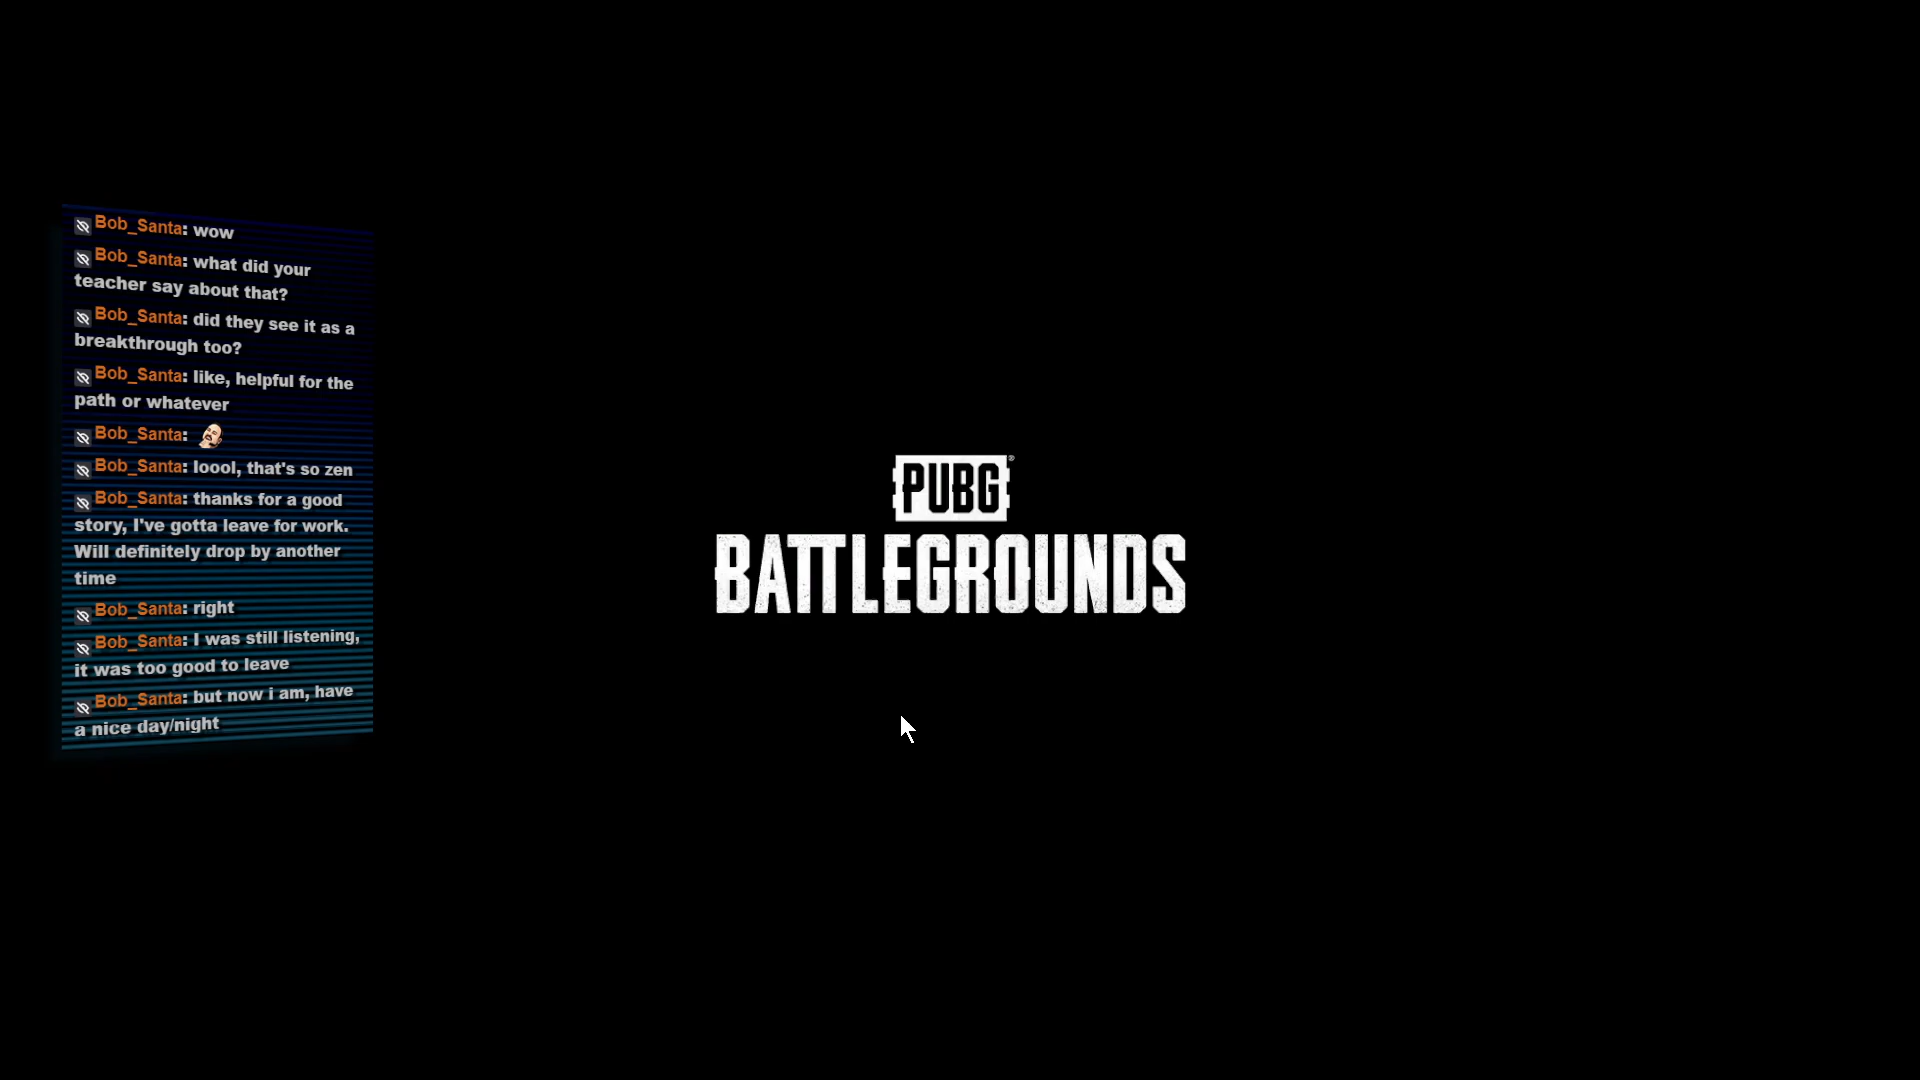 Bob_Santa: wow
Bob_Santa: what did your
teacher say about that?
Bob_Santa: did they see it as a
breakthrough too?
Bob_Santa: like, helpful for the
path or whatever
Bob_Santa:
Bob_Santa: loool, that's so zen
Bob_Santa: thanks for a good
story, I've gotta leave for work.
Will definitely drop by another
time
Bob_Santa: right
Bob_Santa: I was still listening,
it was too good to leave
Bob_Santa: but now i am, have
a nice day/night
PUBG®
BATTLEGROUNDS